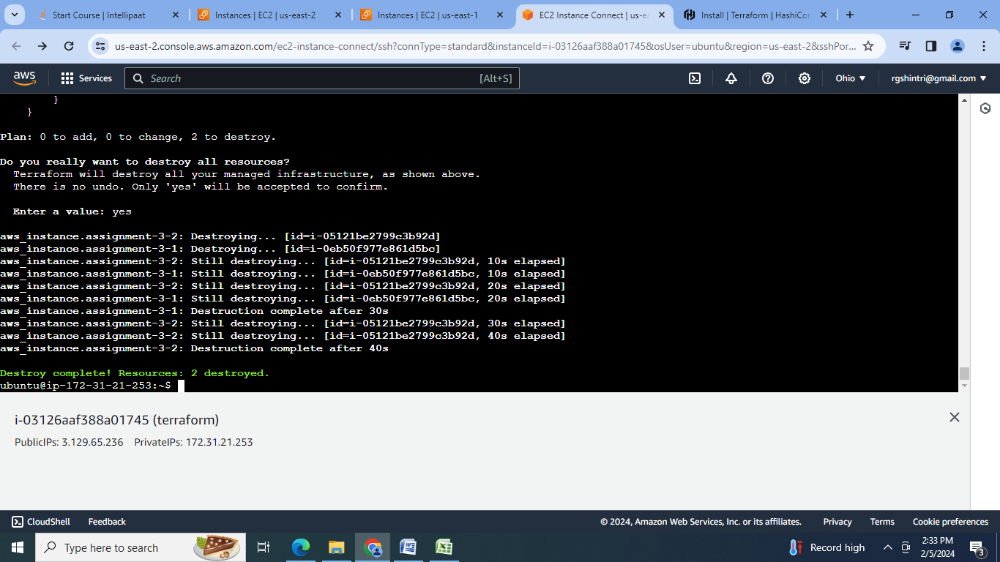 Start Course | Intellipaat
Instances | EC2 | us-east-2
Instances | EC2 | us-east-1
EC2 Instance Connect | us-ea
Install | Terraform | HashiCor
us-east-2.console.aws.amazon.com/ec2-instance-connect/ssh?connType=standard&instanceId=i-03126aaf388a01745&osUser=ubuntu&region=us-east-2&sshPor...
aws
Services
Search
[Alt+S]
Ohio
rgshintri@gmail.com
}
}
Plan: 0 to add, 0 to change, 2 to destroy.
Do you really want to destroy all resources?
Terraform will destroy all your managed infrastructure, as shown above.
There is no undo. Only 'yes' will be accepted to confirm.
Enter a value: yes
aws_instance.assignment-3-2: Destroying... [id=i-05121be2799c3b92d]
aws_instance.assignment-3-1: Destroying... [id=i-0eb50f977e861d5bc]
aws_instance.assignment-3-2: Still destroying... [id=i-05121be2799c3b92d, 10s elapsed]
aws_instance.assignment-3-1: Still destroying... [id=i-0eb50f977e861d5bc, 10s elapsed]
aws_instance.assignment-3-2: Still destroying... [id=i-05121be2799c3b92d, 20s elapsed]
aws_instance.assignment-3-1: Still destroying... [id=i-0eb50f977e861d5bc, 20s elapsed]
aws_instance.assignment-3-1: Destruction complete after 30s
aws_instance.assignment-3-2: Still destroying... [id=i-05121be2799c3b92d, 30s elapsed]
aws_instance.assignment-3-2: Still destroying... [id=i-05121be2799c3b92d, 40s elapsed]
aws_instance.assignment-3-2: Destruction complete after 40s
Destroy complete! Resources: 2 destroyed.
ubuntu@ip-172-31-21-253:~$
i-03126aaf388a01745 (terraform)
PublicIPs: 3.129.65.236 PrivateIPs: 172.31.21.253
CloudShell
Feedback
© 2024, Amazon Web Services, Inc. or its affiliates.
Privacy
Terms
Cookie preferences
Type here to search
Record high
2:33 PM
2/5/2024
3